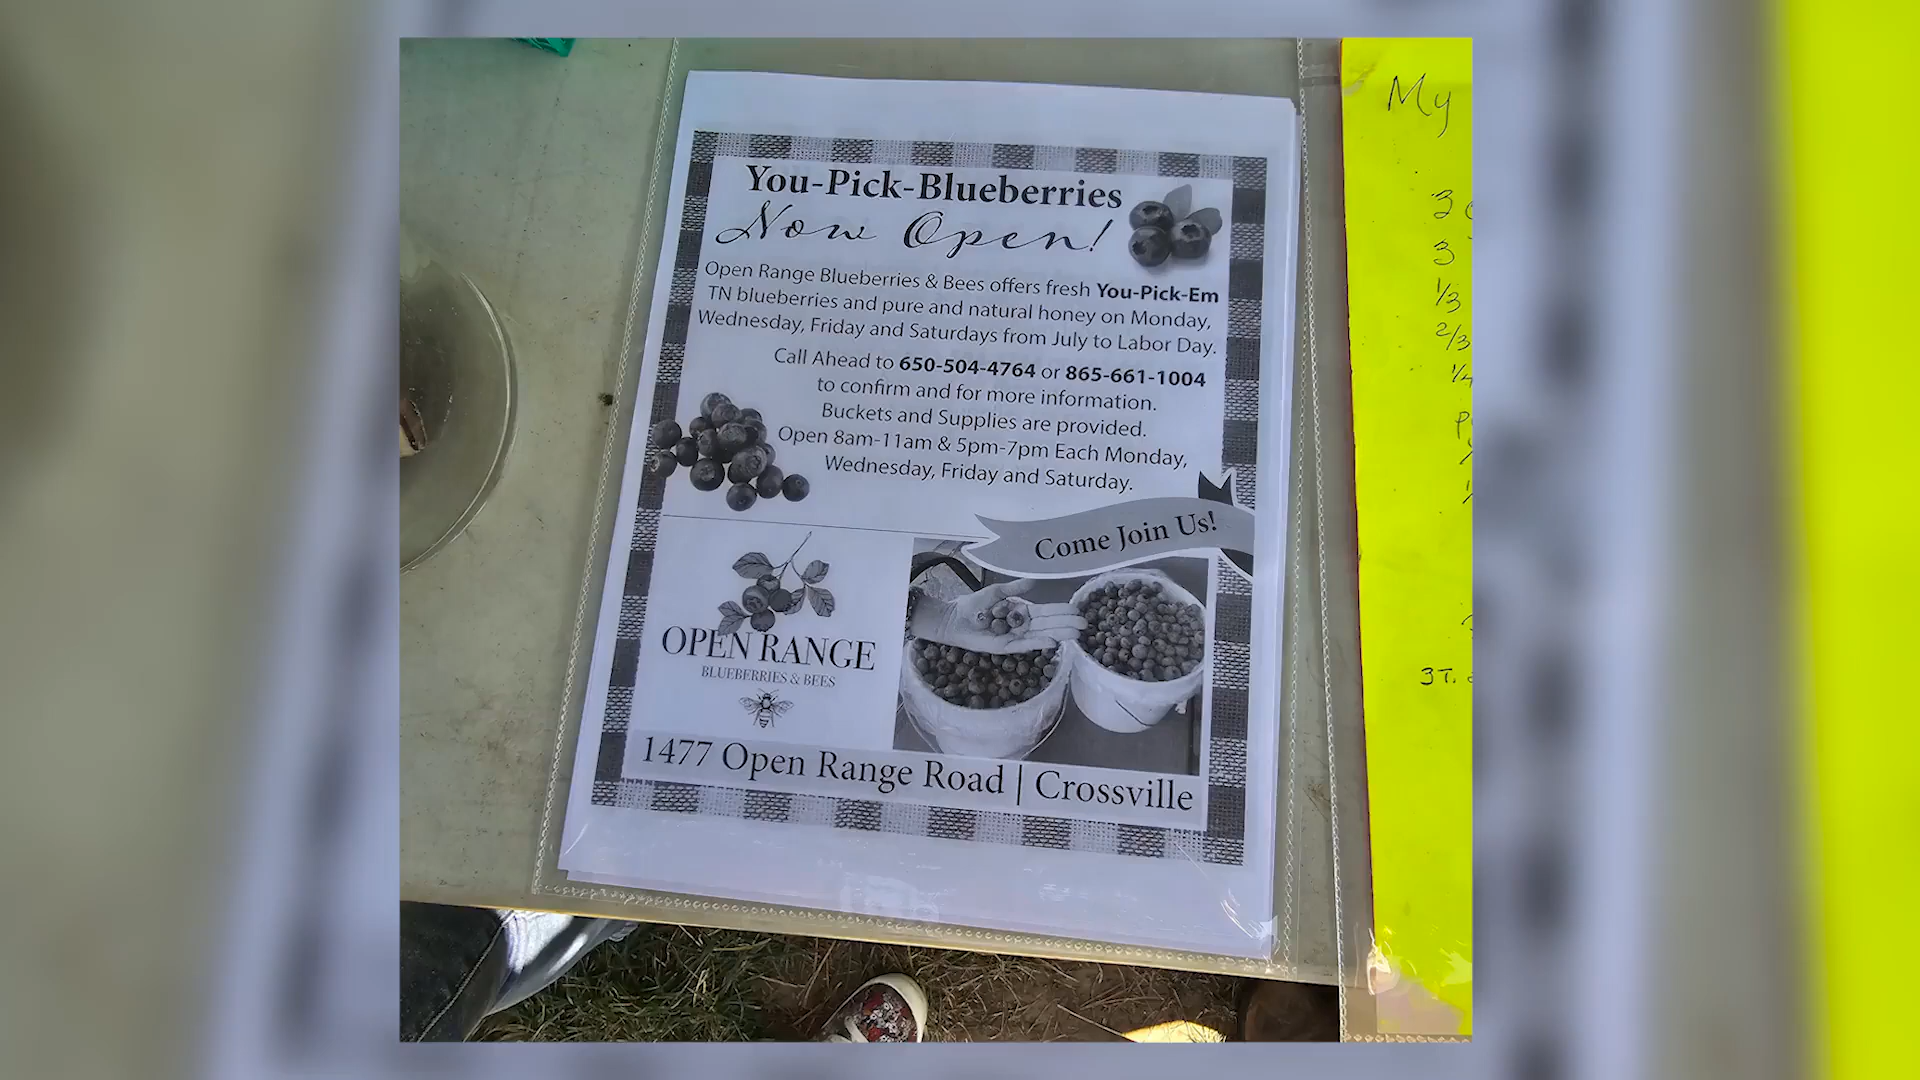 You-Pick-Blueberries
Now Open!
Open Range Blueberries & Bees offers fresh You-Pick-Em
TN blueberries and pure and natural honey on Monday,
Wednesday, Friday and Saturdays from July to Labor Day.
Call Ahead to 650-504-4764 or 865-661-1004
to confirm and for more information.
Buckets and Supplies are provided.
Open 8am-11am & 5pm-7pm Each Monday,
Wednesday, Friday and Saturday.
Come Join Us!
OPEN RANGE
BLUEBERRIES & BEES
1477 Open Range Road | Crossville
My
3
3
1/3
2/3
1/4
3T.